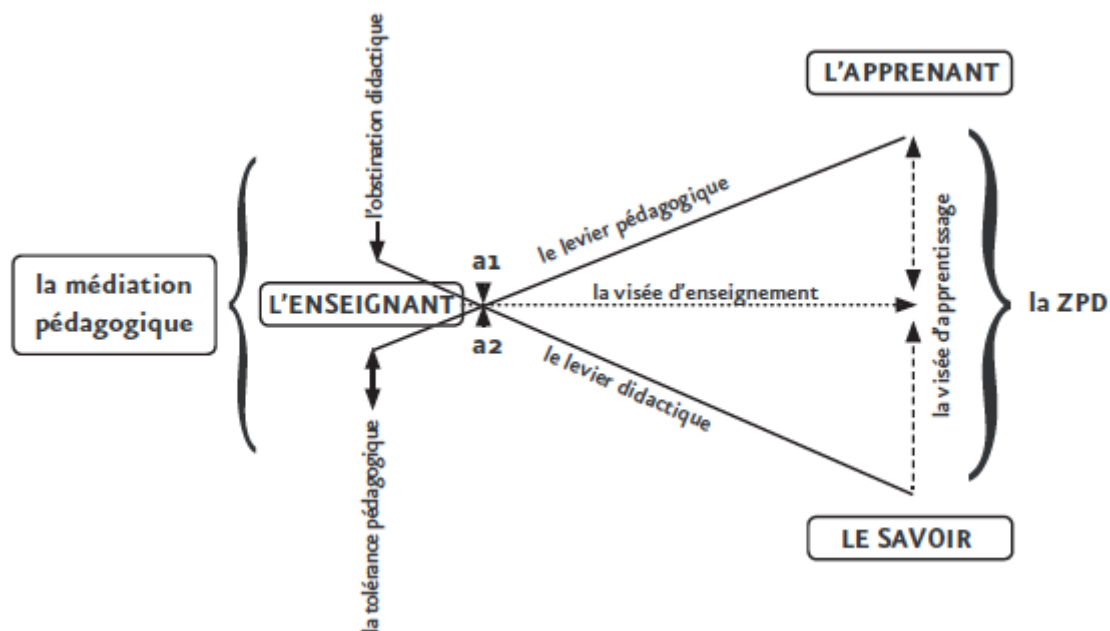 l'obstination didactique
L'APPRENANT
la médiation
pédagogique
L'ENSEIGNANT
a1
a2
le levier pédagogique
la visée d'enseignement
le levier didactique
la visée d'apprentissage
la ZPD
la tolérance pédagogique
LE SAVOIR